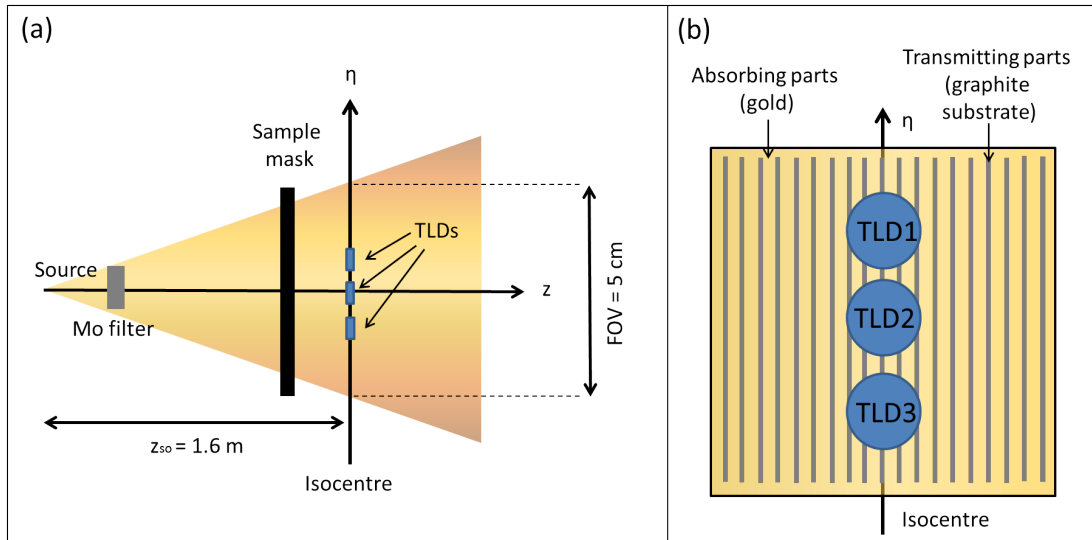 (a)
η
Sample
mask
TLDs
Source
z
Mo filter
FOV = 5 cm
zso = 1.6 m
Isocentre
(b)
Absorbing parts
(gold)
Transmitting parts
(graphite
substrate)
η
TLD1
TLD2
TLD3
Isocentre